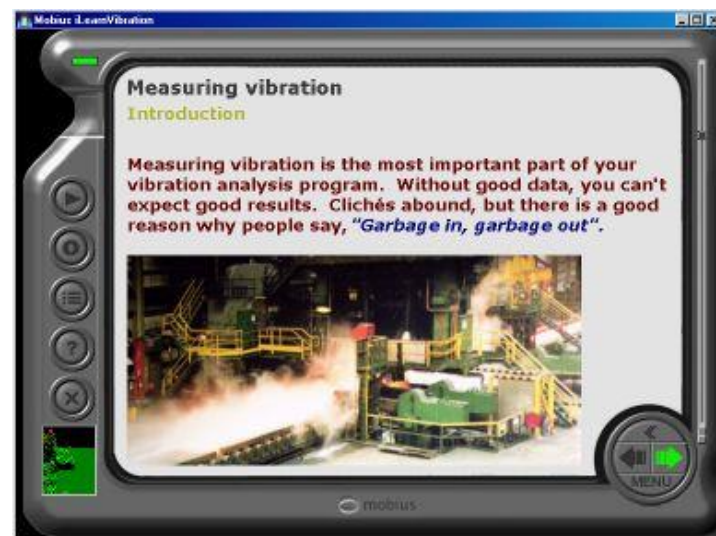 Mobius iLearnVibration
Measuring vibration
Introduction
Measuring vibration is the most important part of your
vibration analysis program. Without good data, you can't
expect good results. Clichés abound, but there is a good
reason why people say, "Garbage in, garbage out".
MENU
mobius